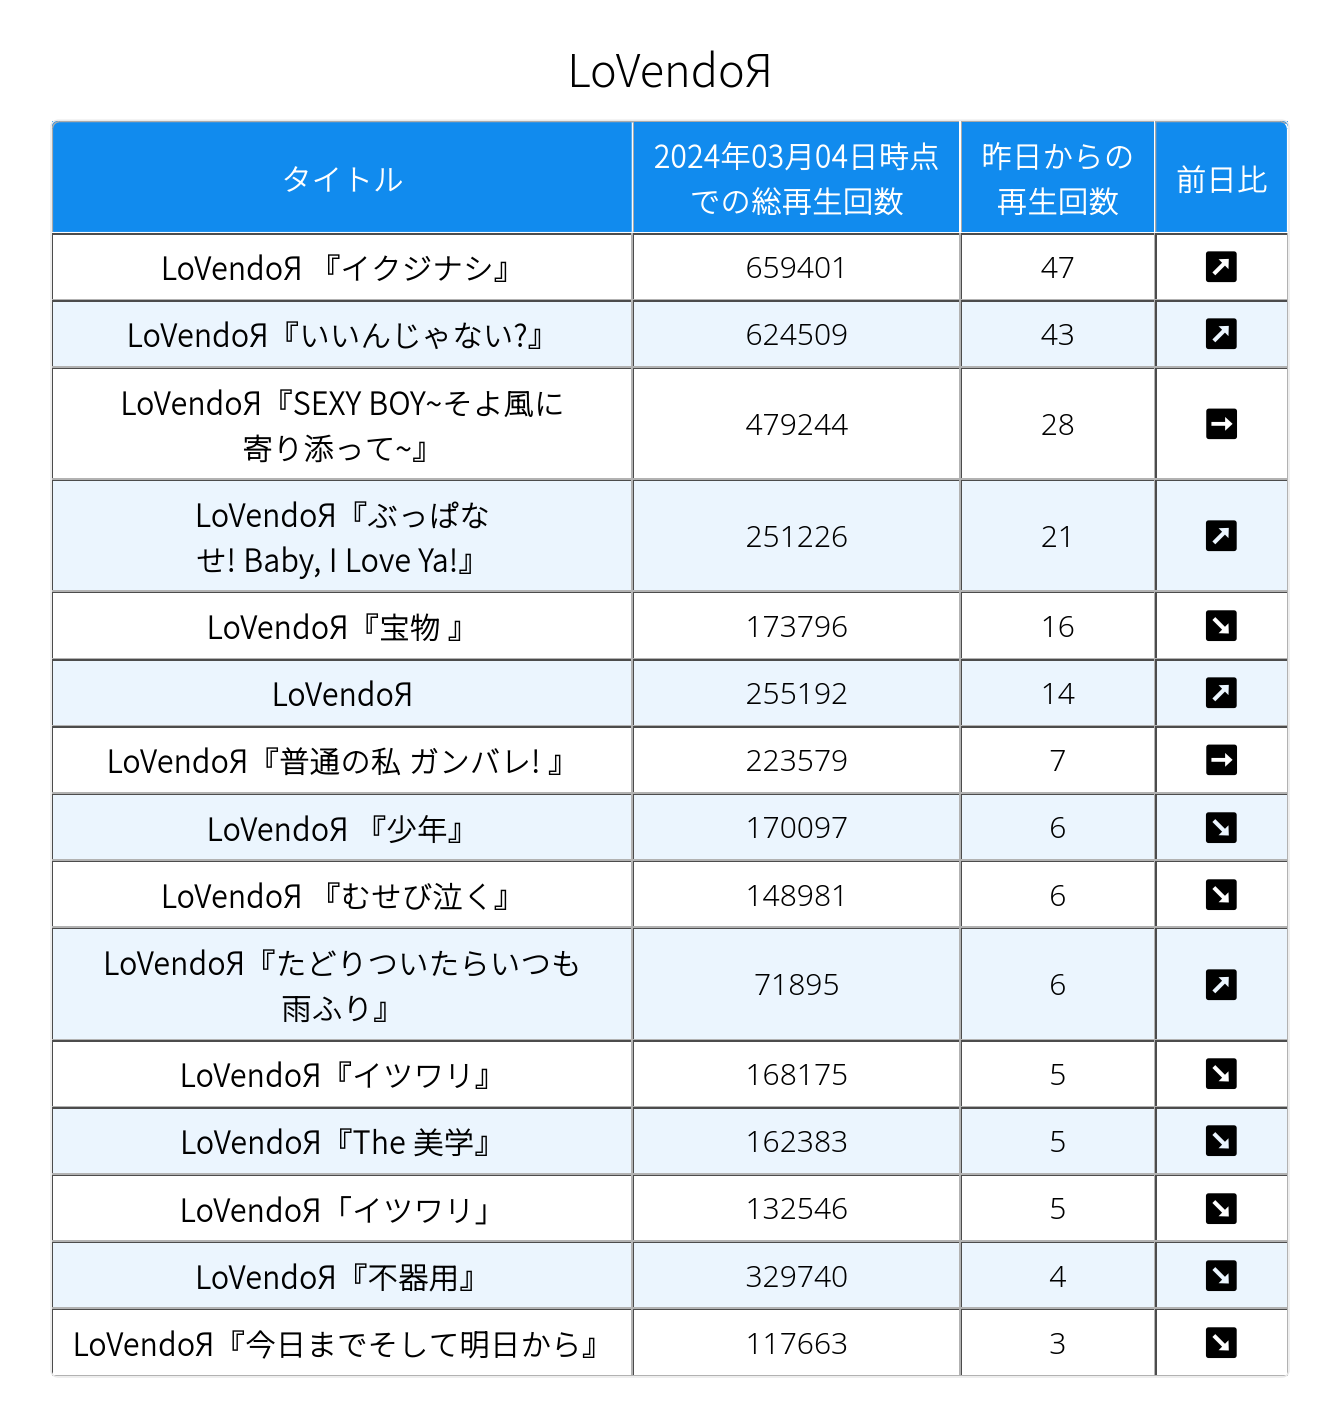 LoVendoЯ
タイトル
2024年03月04日時点
での総再生回数
昨日からの
再生回数
前日比
LoVendoЯ 『イクジナシ』
659401
47
LoVendoЯ『いいんじゃない?』
624509
43
LoVendoЯ『SEXY BOY~そよ風に
寄り添って~』
479244
28
LoVendoЯ『ぶっぱな
せ! Baby, I Love Ya!』
251226
21
LoVendoЯ『宝物 』
173796
16
LoVendoЯ
255192
14
LoVendoЯ『普通の私 ガンバレ! 』
223579
7
LoVendoЯ 『少年』
170097
6
LoVendoЯ 『むせび泣く』
148981
6
LoVendoЯ『たどりついたらいつも
雨ふり』
71895
6
LoVendoЯ『イツワリ』
168175
5
LoVendoЯ『The 美学』
162383
5
LoVendoЯ「イツワリ」
132546
5
LoVendoЯ『不器用』
329740
4
LoVendoЯ『今日までそして明日から』
117663
3